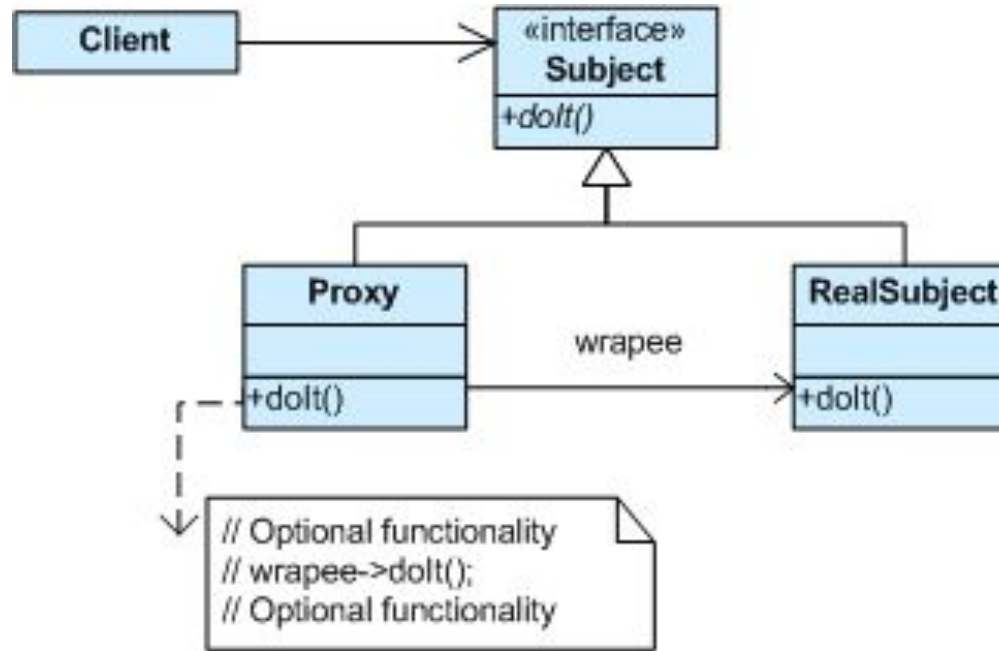 Client
«interface»
Subject
+doIt()
Proxy
+doIt()
wrapee
RealSubject
+doIt()
// Optional functionality
// wrapee->doIt();
// Optional functionality